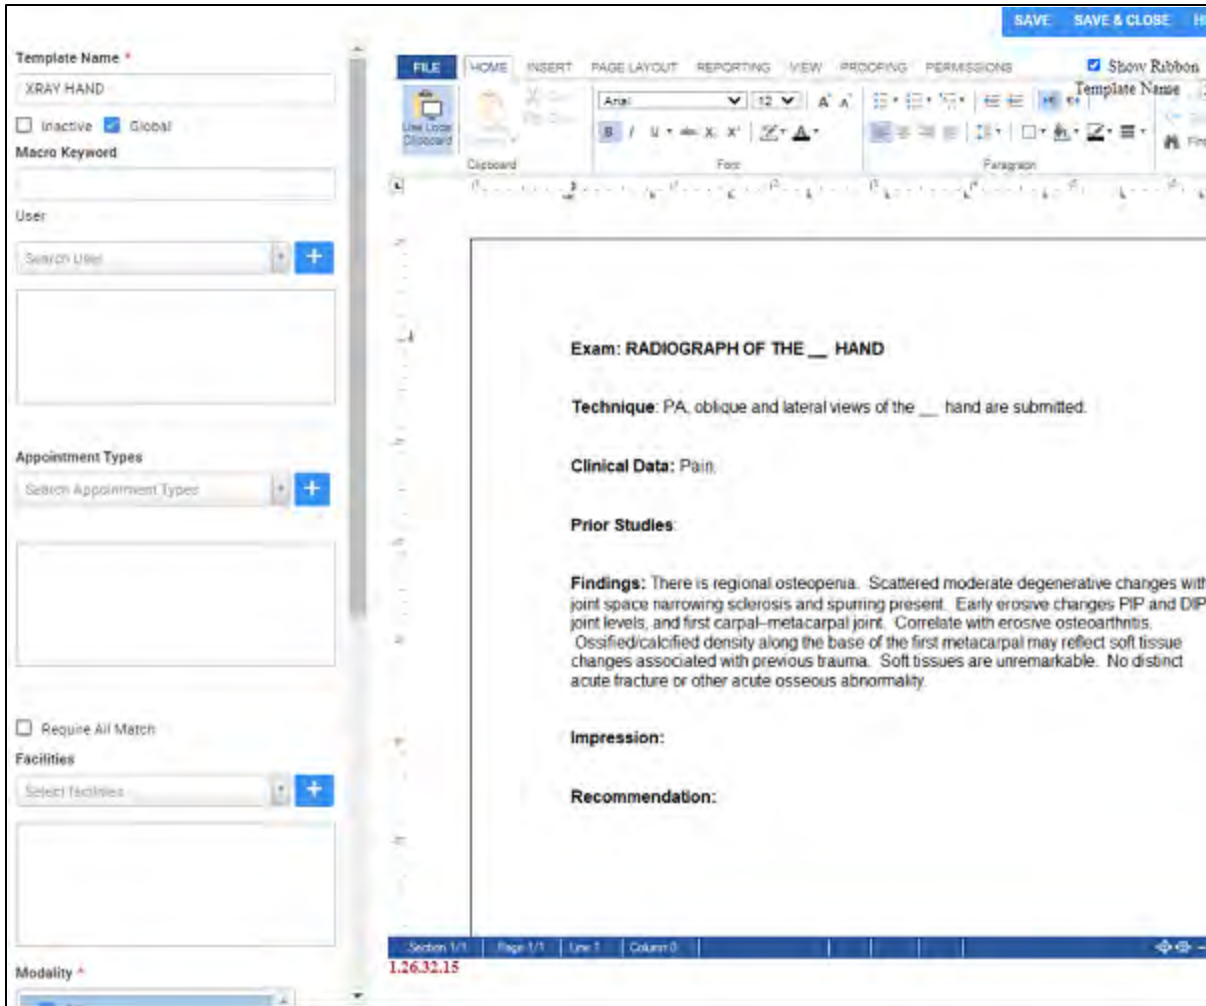 SAVE SAVE & CLOSE
Template Name *
XRAY HAND
Inactive Global
Macro Keyword
User
Search User
Appointment Types
Search Appointment Types
Require All Match
Facilities
Select facilities
Modality *
FILE HOME INSERT PAGE LAYOUT REPORTING VIEW PROOFING PERMISSIONS Show Ribbon
Template Name
Use Local
Clipboard
Arial 12
Clipboard Font Paragraph
Exam: RADIOGRAPH OF THE __ HAND
Technique: PA, oblique and lateral views of the __ hand are submitted.
Clinical Data: Pain.
Prior Studies:
Findings: There is regional osteopenia. Scattered moderate degenerative changes with
joint space narrowing sclerosis and spurring present. Early erosive changes PIP and DIP
joint levels, and first carpal–metacarpal joint. Correlate with erosive osteoarthritis.
Ossified/calcified density along the base of the first metacarpal may reflect soft tissue
changes associated with previous trauma. Soft tissues are unremarkable. No distinct
acute fracture or other acute osseous abnormality.
Impression:
Recommendation:
Section 1/1 Page 1/1 Line 1 Column 0
1.26.32.15